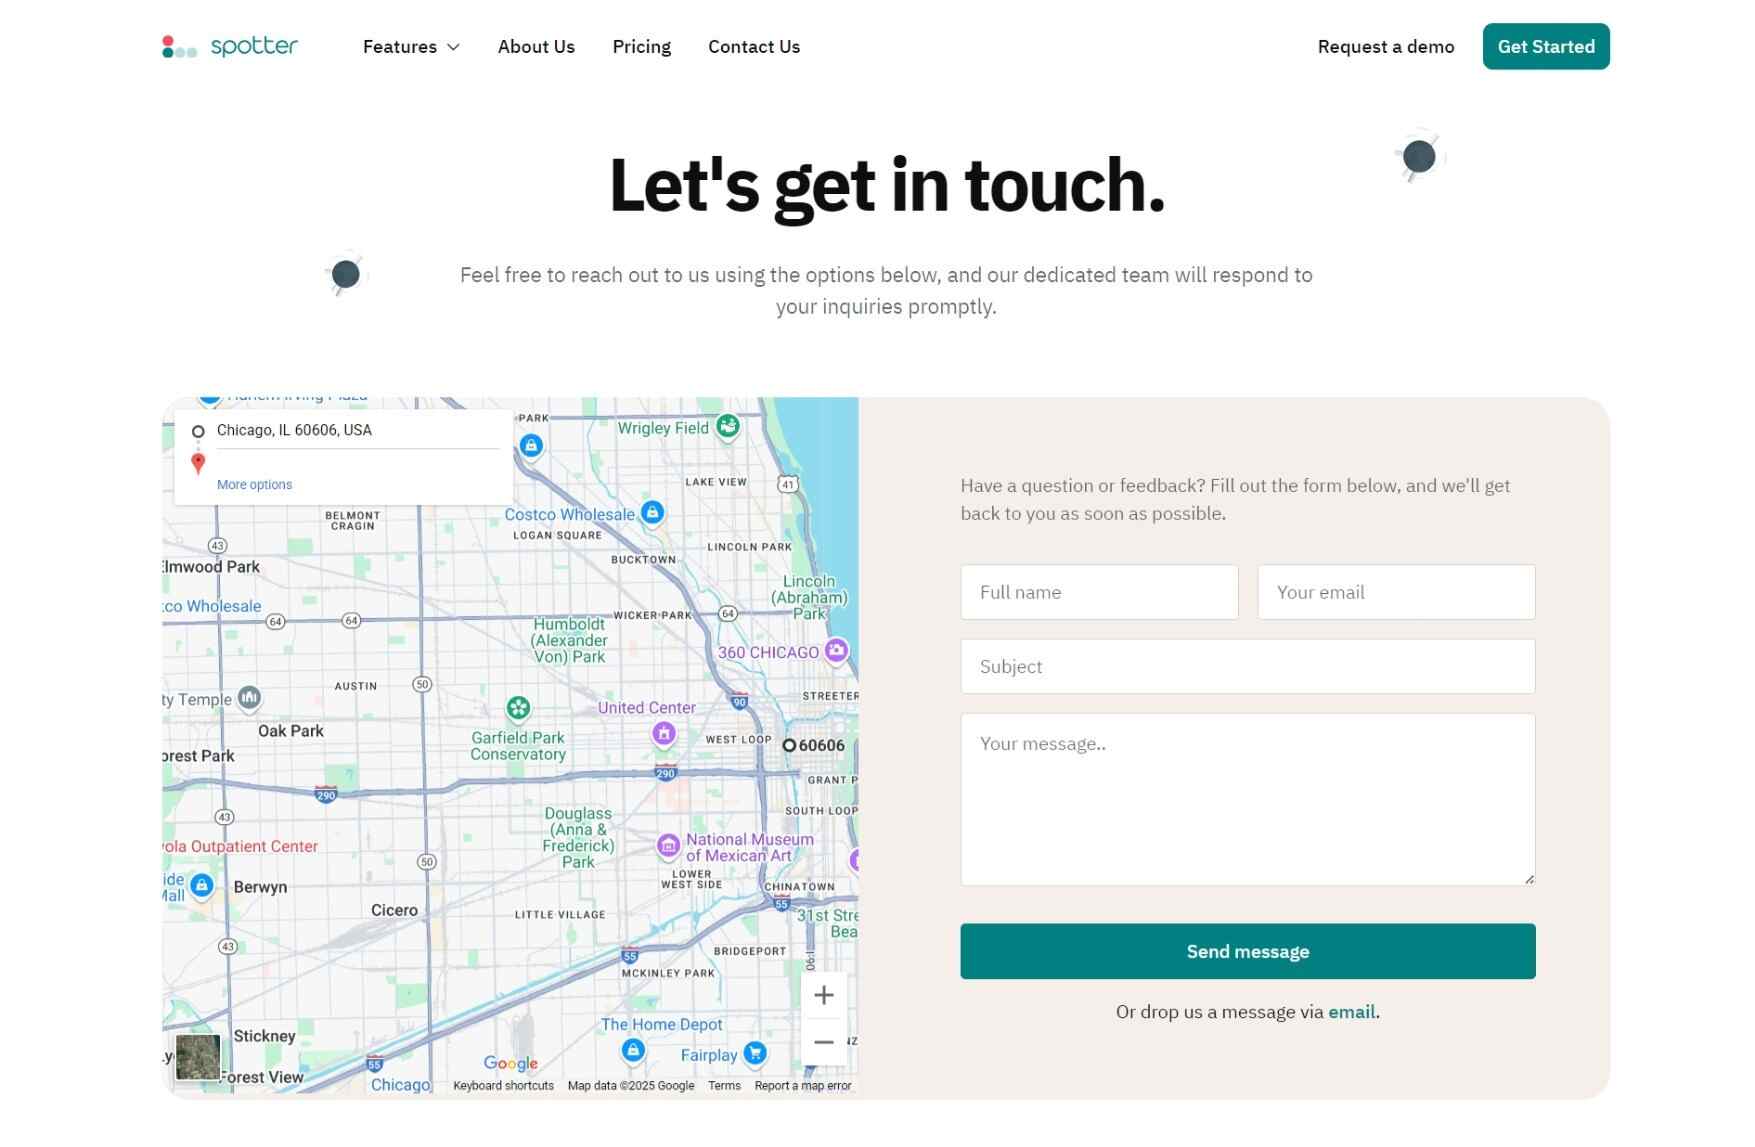 spotter
Features
About Us
Pricing
Contact Us
Request a demo
Get Started
Let's get in touch.
Feel free to reach out to us using the options below, and our dedicated team will respond to
your inquiries promptly.
Chicago, IL 60606, USA
More options
PARK
Wrigley Field
LAKE VIEW
41
BELMONT
CRAGIN
Costco Wholesale
LOGAN SQUARE
43
BUCKTOWN
LINCOLN PARK
Elmwood Park
Lincoln
(Abraham)
Park
co Wholesale
64
64
WICKER PARK
64
Humboldt
(Alexander
Von) Park
360 CHICAGO
AUSTIN
50
ty Temple
90
STREETER
United Center
Oak Park
Garfield Park
Conservatory
WEST LOOP
60606
orest Park
290
GRANT P
290
43
Douglass
(Anna &
Frederick)
Park
SOUTH LOOP
ola Outpatient Center
National Museum
of Mexican Art
50
ide
Mall
Berwyn
LOWER
WEST SIDE
CHINATOWN
55
Cicero
LITTLE VILLAGE
31st Stre
Bea
43
55
BRIDGEPORT
MCKINLEY PARK
Stickney
The Home Depot
Fairplay
NZ
55
Forest View
Chicago
Google
Keyboard shortcuts
Map data ©2025 Google
Terms
Report a map error
Have a question or feedback? Fill out the form below, and we'll get
back to you as soon as possible.
Full name
Your email
Subject
Your message..
Send message
Or drop us a message via email.